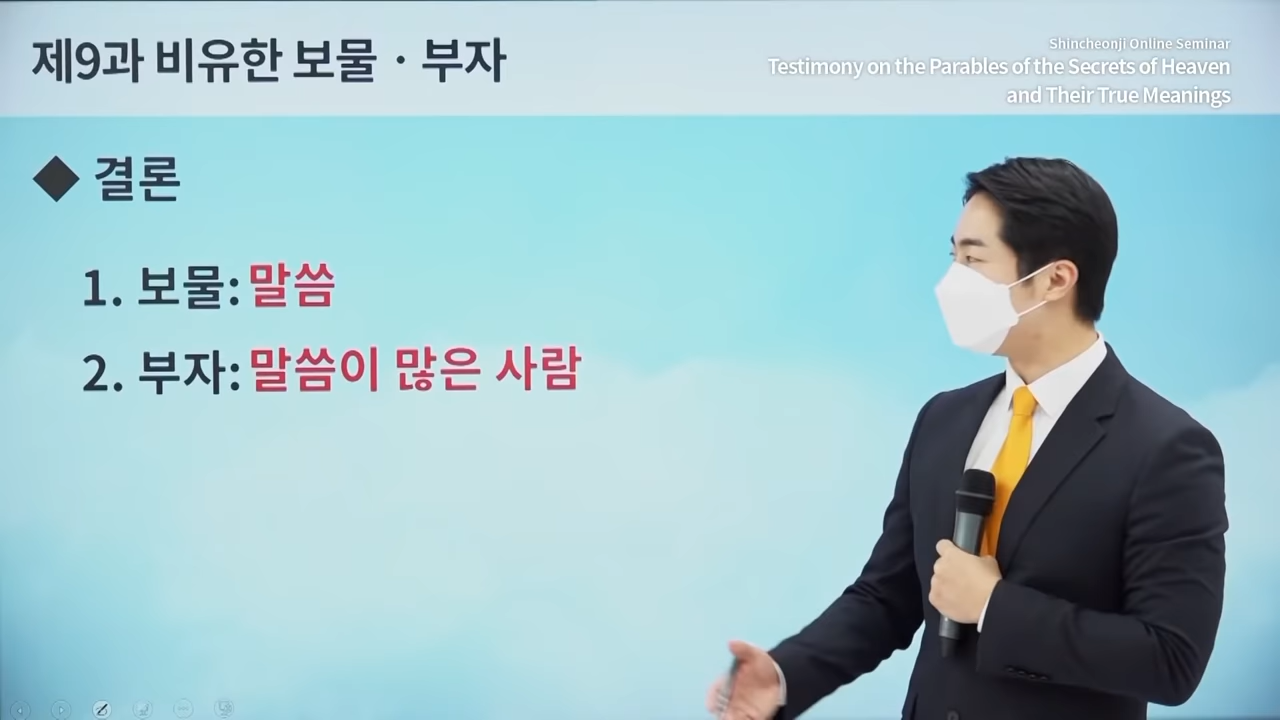 제9과 비유한 보물 · 부자
Shincheonji Online Seminar
Testimony on the Parables of the Secrets of Heaven
and Their True Meanings
◆ 결론
1. 보물: 말씀
2. 부자: 말씀이 많은 사람